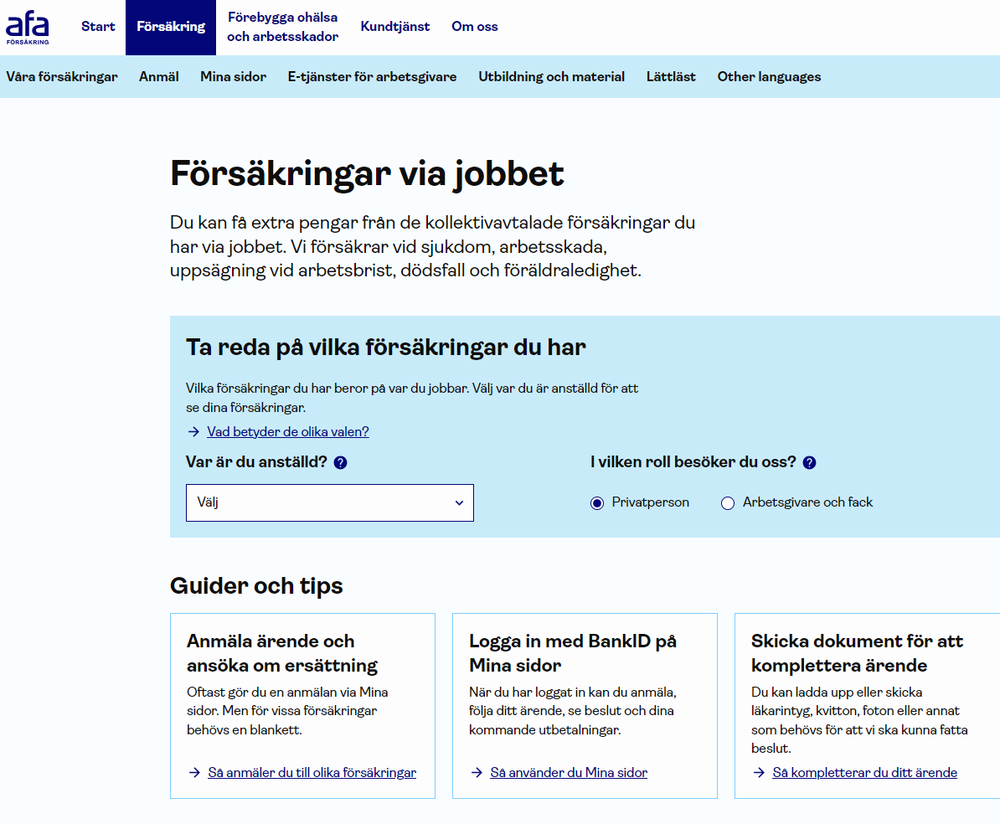 afa
FÖRSÄKRING
Start
Försäkring
Förebygga ohälsa
och arbetsskador
Kundtjänst
Om oss
Våra försäkringar
Anmäl
Mina sidor
E-tjänster för arbetsgivare
Utbildning och material
Lättläst
Other languages
Försäkringar via jobbet
Du kan få extra pengar från de kollektivavtalade försäkringar du
har via jobbet. Vi försäkrar vid sjukdom, arbetsskada,
uppsägning vid arbetsbrist, dödsfall och föräldraledighet.
Ta reda på vilka försäkringar du har
Vilka försäkringar du har beror på var du jobbar. Välj var du är anställd för att
se dina försäkringar.
→ Vad betyder de olika valen?
Var är du anställd? ?
Välj
I vilken roll besöker du oss? ?
Privatperson
Arbetsgivare och fack
Guider och tips
Anmäla ärende och
ansöka om ersättning
Oftast gör du en anmälan via Mina
sidor. Men för vissa försäkringar
behövs en blankett.
→ Så anmäler du till olika försäkringar
Logga in med BankID på
Mina sidor
När du har loggat in kan du anmäla,
följa ditt ärende, se beslut och dina
kommande utbetalningar.
→ Så använder du Mina sidor
Skicka dokument för att
komplettera ärende
Du kan ladda upp eller skicka
läkarintyg, kvitton, foton eller annat
som behövs för att vi ska kunna fatta
beslut.
→ Så kompletterar du ditt ärende